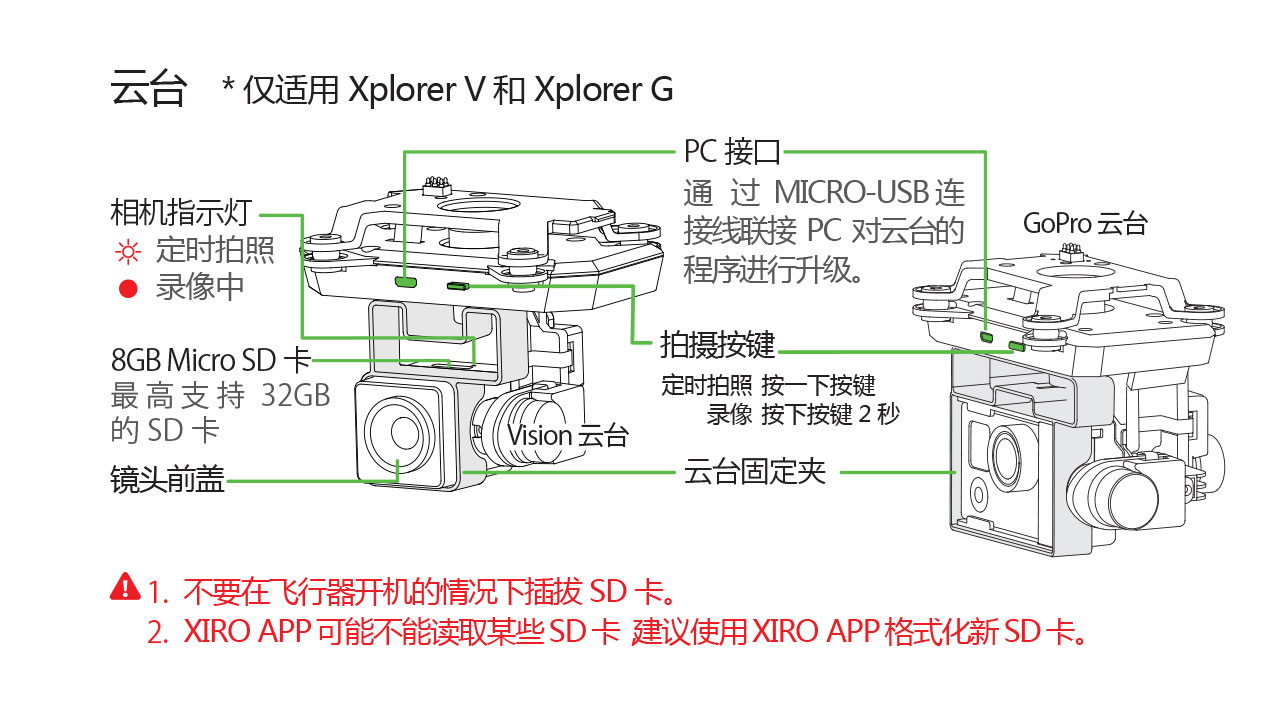 云台 * 仅适用 Xplorer V 和 Xplorer G
相机指示灯
定时拍照
录像中
8GB Micro SD 卡
最高支持 32GB
的 SD 卡
镜头前盖
Vision 云台
PC 接口
通过 MICRO-USB 连
接线联接 PC 对云台的
程序进行升级。
GoPro 云台
拍摄按键
定时拍照 按一下按键
录像 按下按键 2 秒
云台固定夹
1. 不要在飞行器开机的情况下插拔 SD 卡。
2. XIRO APP 可能不能读取某些 SD 卡 ,建议使用 XIRO APP 格式化新 SD 卡。